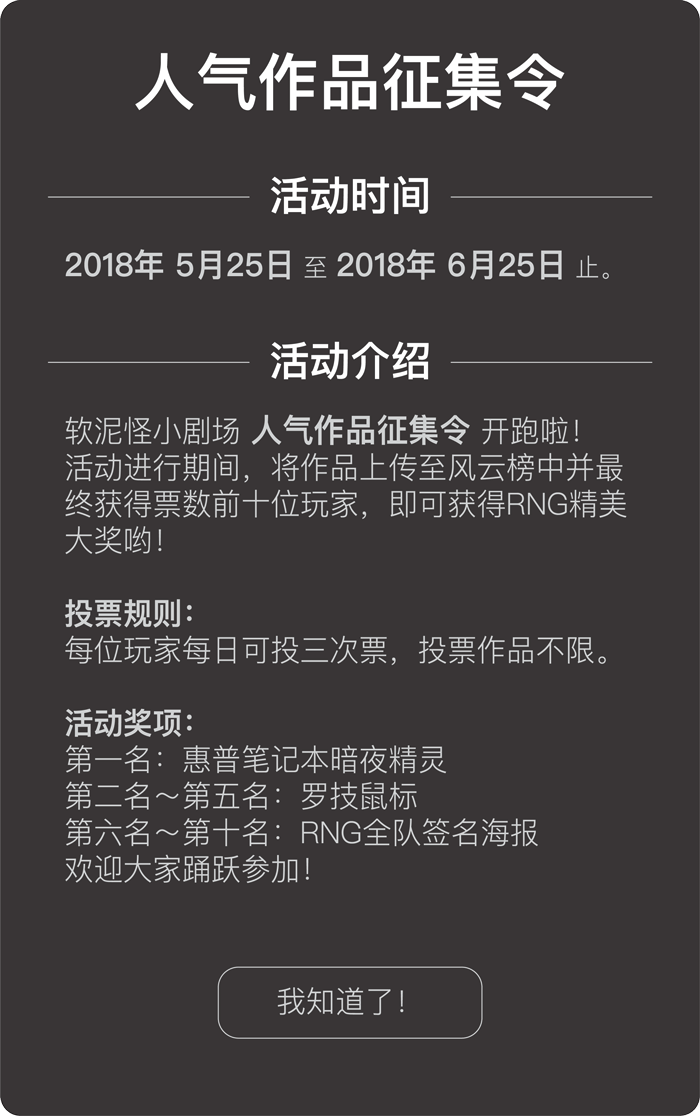 人气作品征集令
活动时间
2018年 5月25日 至 2018年 6月25日 止。
活动介绍
软泥怪小剧场 人气作品征集令 开跑啦！
活动进行期间，将作品上传至风云榜中并最
终获得票数前十位玩家，即可获得RNG精美
大奖哟！
投票规则：
每位玩家每日可投三次票，投票作品不限。
活动奖项：
第一名：惠普笔记本暗夜精灵
第二名～第五名：罗技鼠标
第六名～第十名：RNG全队签名海报
欢迎大家踊跃参加！
我知道了！